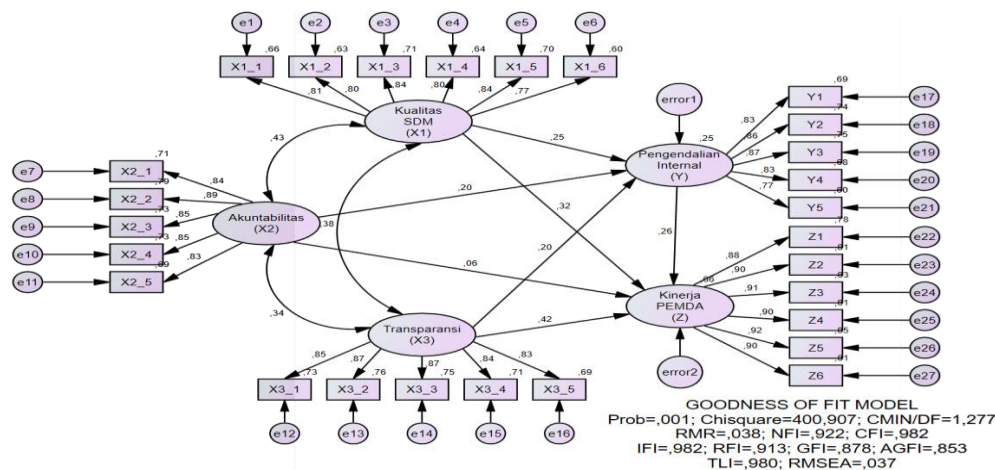 e1 e2 e3 e4 e5 e6
,66 ,63 ,71 ,64 ,70 ,60
X1_1 X1_2 X1_3 X1_4 X1_5 X1_6
,81 ,80 ,84 ,80 ,84 ,77
Kualitas
SDM
(X1)
error1
,69
Y1 e17
,74
Y2 e18
,75
Y3 e19
,68
Y4 e20
,60
Y5 e21
,83 ,86 ,87 ,83 ,77
,25
Pengendalian
Internal
(Y)
,43 ,25
e7 X2_1 ,71
e8 X2_2 ,79
e9 X2_3 ,73
e10 X2_4 ,73
e11 X2_5 ,69
,84 ,89 ,85 ,85 ,83
Akuntabilitas
(X2)
,20 ,38 ,32 ,20 ,26 ,06
,34 ,42
Transparansi
(X3)
Kinerja
PEMDA
(Z)
error2
,78
Z1 e22
,81
Z2 e23
,83
Z3 e24
,81
Z4 e25
,85
Z5 e26
,81
Z6 e27
,88 ,90 ,91 ,90 ,92 ,90
,85 ,87 ,87 ,84 ,83
,73 ,76 ,75 ,71 ,69
X3_1 X3_2 X3_3 X3_4 X3_5
e12 e13 e14 e15 e16
GOODNESS OF FIT MODEL
Prob=,001; Chisquare=400,907; CMIN/DF=1,277
RMR=,038; NFI=,922; CFI=,982
IFI=,982; RFI=,913; GFI=,878; AGFI=,853
TLI=,980; RMSEA=,037